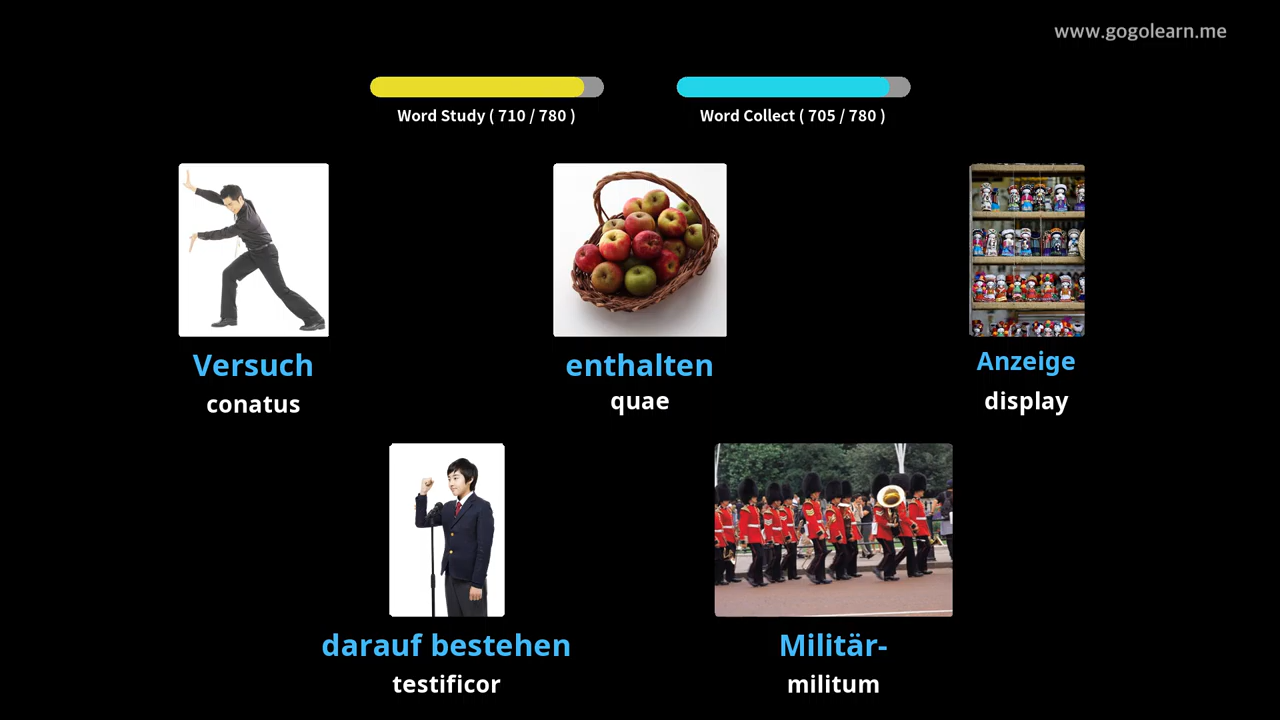 www.gogolearn.me
Word Study ( 710 / 780 )
Word Collect ( 705 / 780 )
Versuch
conatus
enthalten
quae
Anzeige
display
darauf bestehen
testificor
Militär-
militum